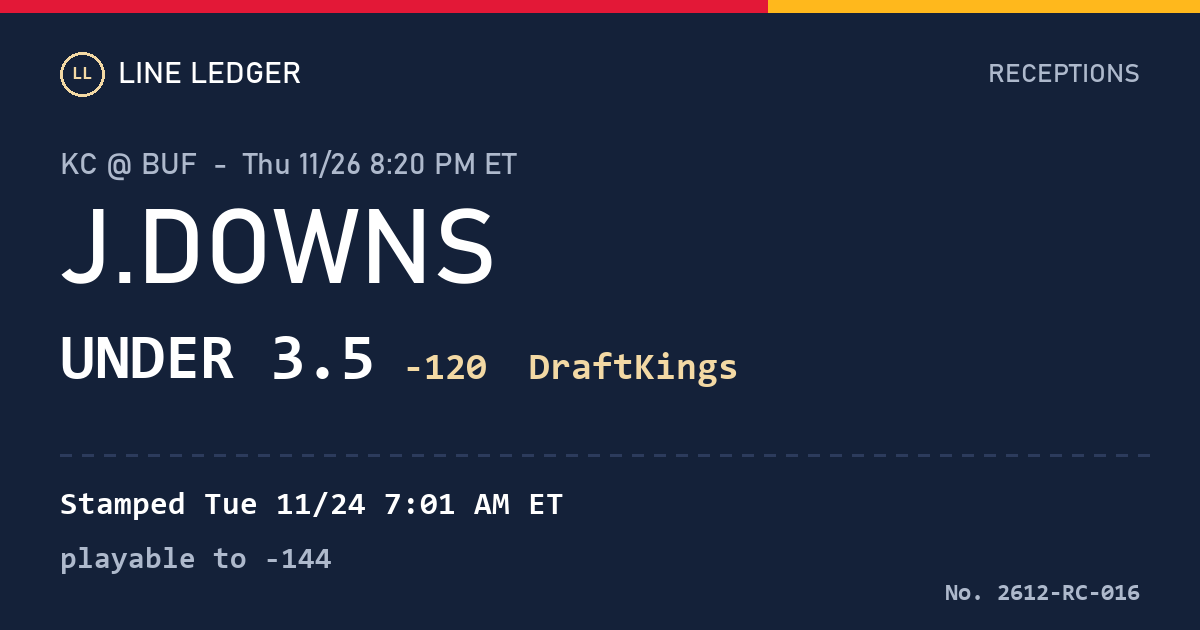 LL LINE LEDGER
RECEPTIONS
KC @ BUF - Thu 11/26 8:20 PM ET
J.DOWNS
UNDER 3.5 -120 DraftKings
Stamped Tue 11/24 7:01 AM ET
playable to -144
No. 2612-RC-016